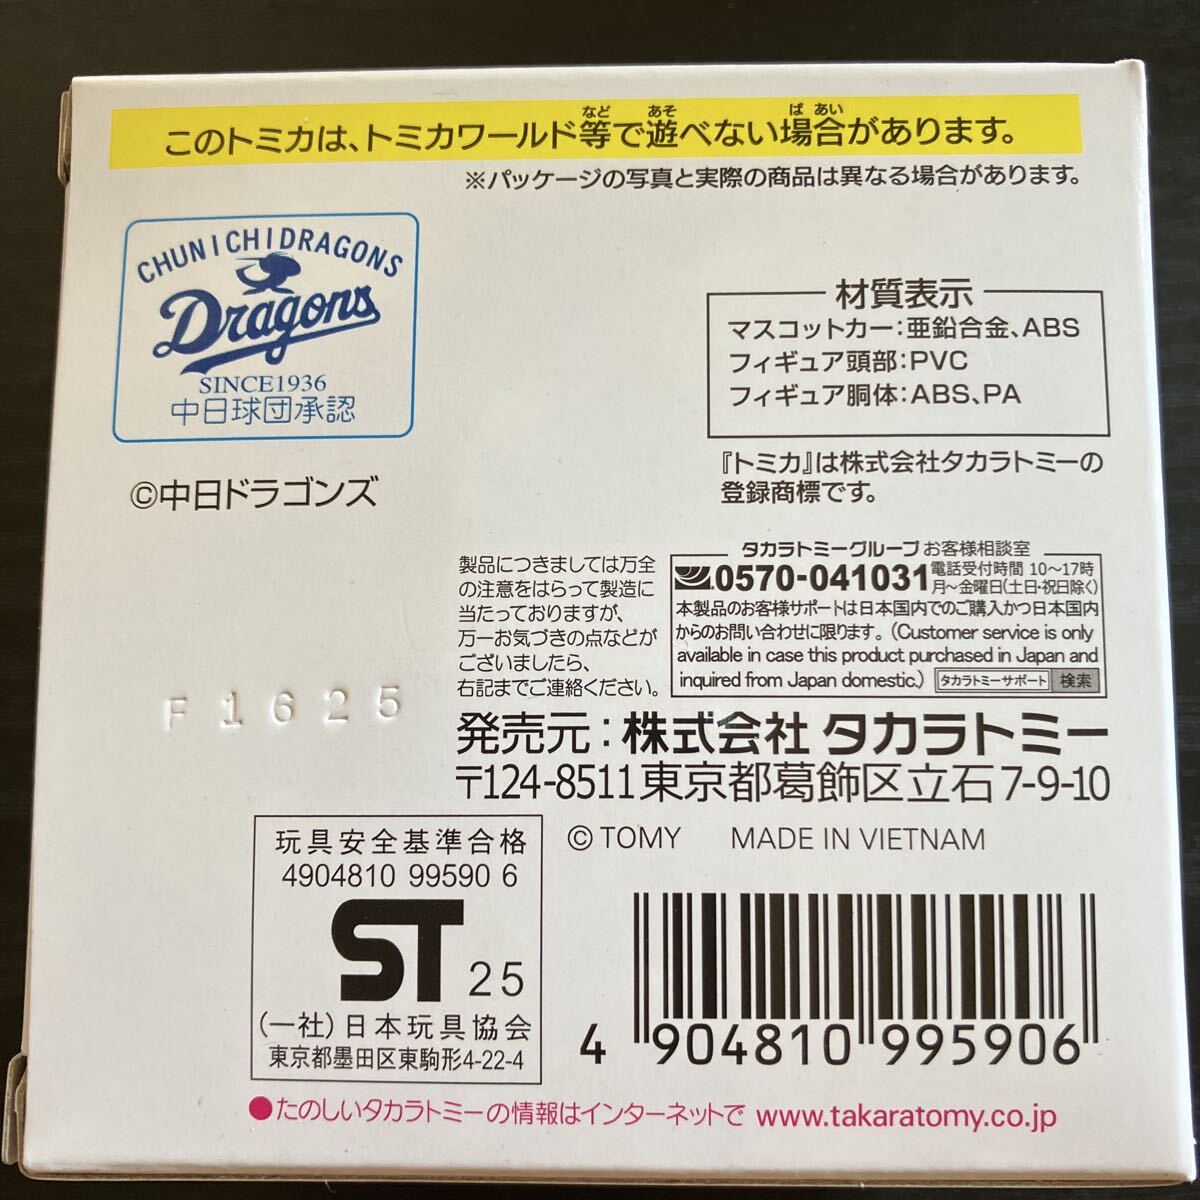 など あそ ば あい
このトミカは、トミカワールド等で遊べない場合があります。
※パッケージの写真と実際の商品は異なる場合があります。
CHUNICHI DRAGONS
Dragons
SINCE1936
中日球団承認
©中日ドラゴンズ
材質表示
マスコットカー:亜鉛合金、ABS
フィギュア頭部:PVC
フィギュア胴体:ABS、PA
『トミカ』は株式会社タカラトミーの
登録商標です。
製品につきましては万全
の注意をはらって製造に
当たっておりますが、
万一お気づきの点などが
ございましたら、
右記までご連絡ください。
タカラトミーグループ お客様相談室
0570-041031 電話受付時間 10〜17時
月〜金曜日(土日・祝日除く)
本製品のお客様サポートは日本国内でのご購入かつ日本国内
からのお問い合わせに限ります。(Customer service is only
available in case this product purchased in Japan and
inquired from Japan domestic.) タカラトミーサポート 検索
F1625
発売元:株式会社 タカラトミー
〒124-8511 東京都葛飾区立石7-9-10
© TOMY MADE IN VIETNAM
玩具安全基準合格
4904810 99590 6
ST 25
(一社)日本玩具協会
東京都墨田区東駒形4-22-4
4 904810 995906
●たのしいタカラトミーの情報はインターネットで www.takaratomy.co.jp